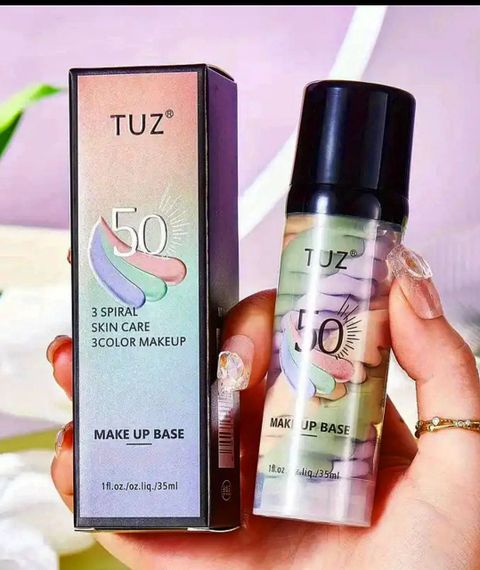 TUZ®
50
3 SPIRAL
SKIN CARE
3COLOR MAKEUP
MAKE UP BASE
1fl.oz./oz.liq./35ml
TUZ®
50
MAKE UP BASE
1fl.oz./oz.liq./35ml